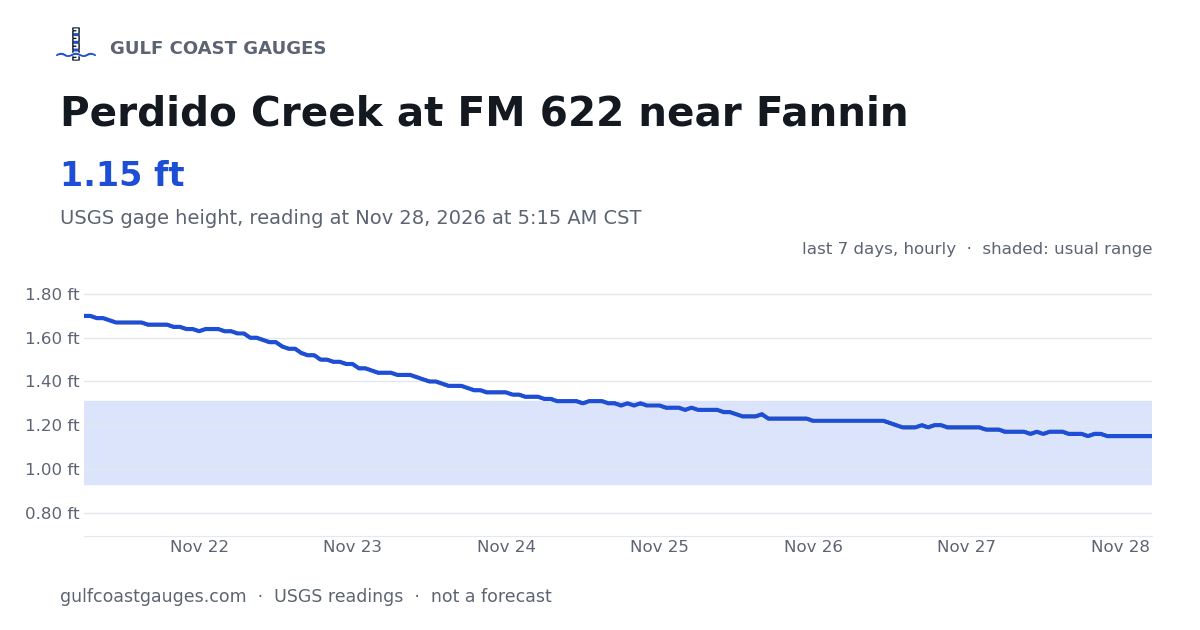 GULF COAST GAUGES
Perdido Creek at FM 622 near Fannin
1.15 ft
USGS gage height, reading at Nov 28, 2026 at 5:15 AM CST
last 7 days, hourly · shaded: usual range
1.80 ft
1.60 ft
1.40 ft
1.20 ft
1.00 ft
0.80 ft
Nov 22 Nov 23 Nov 24 Nov 25 Nov 26 Nov 27 Nov 28
gulfcoastgauges.com · USGS readings · not a forecast